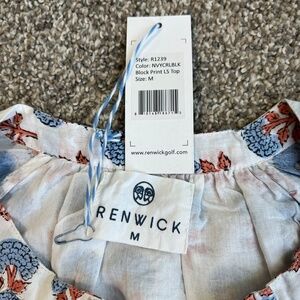 Style: R1239
Color: NVYCRLBLK
Block Print LS Top
Size: M
www.renwickgolf.com
RENWICK
M